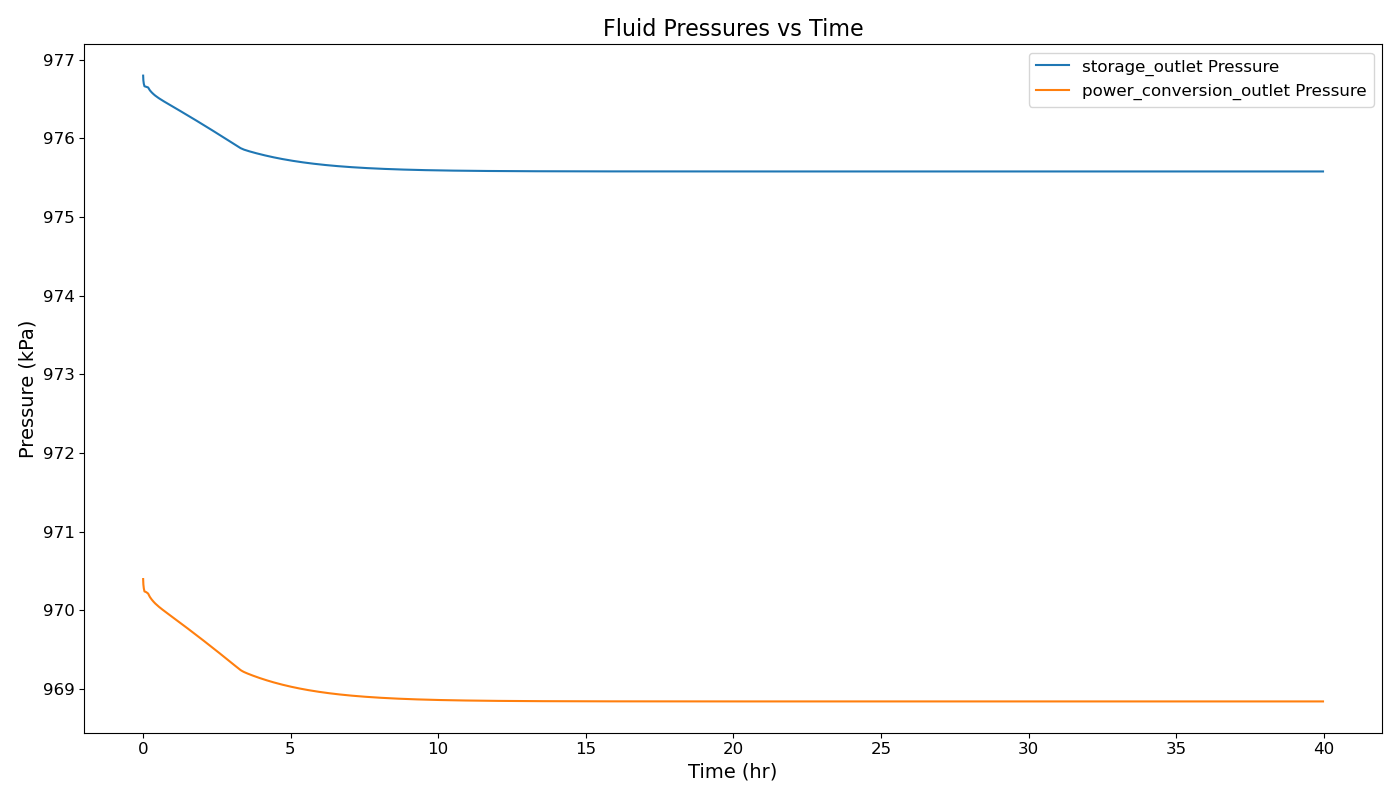 Fluid Pressures vs Time
storage_outlet Pressure
power_conversion_outlet Pressure
Pressure (kPa)
977
976
975
974
973
972
971
970
969
0 5 10 15 20 25 30 35 40
Time (hr)